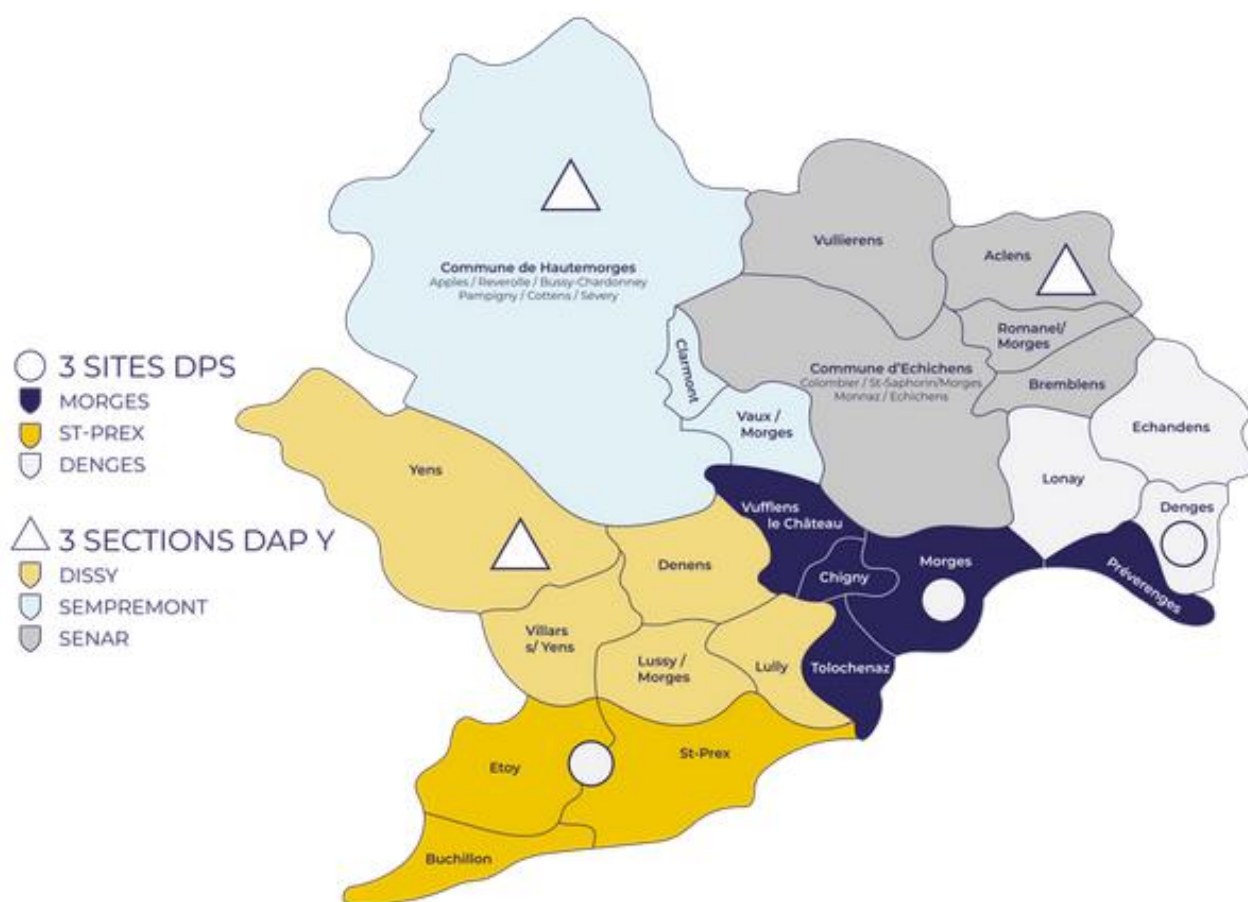 3 SITES DPS
MORGES
ST-PREX
DENGES
3 SECTIONS DAP Y
DISSY
SEMPREMONT
SENAR
Commune de Hautemorges
Apples / Reverolle / Bussy-Chardonney
Pampigny / Cottens / Sévery
Vullierens
Aclens
Romanel/
Morges
Bremblens
Clarmont
Commune d'Echichens
Colombier / St-Saphorin/Morges
Monnaz / Echichens
Vaux /
Morges
Echandens
Lonay
Denges
Yens
Vufflens
le Château
Denens
Chigny
Morges
Préverenges
Villars
s/ Yens
Lussy /
Morges
Lully
Tolochenaz
Etoy
St-Prex
Buchillon